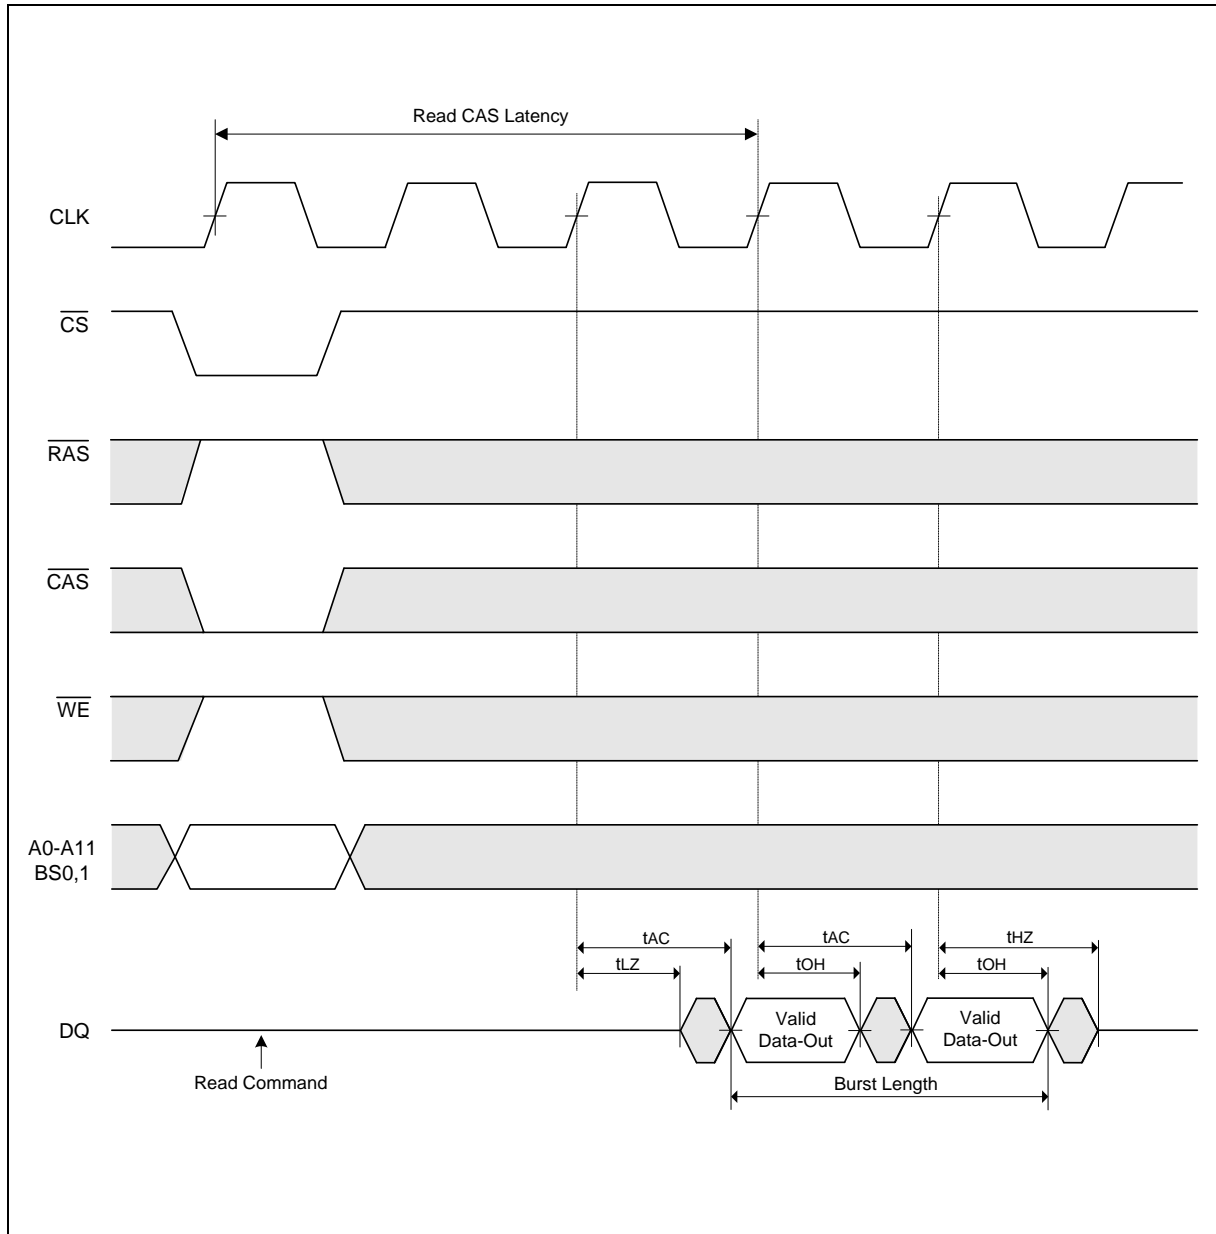 Read CAS Latency
CLK
CS
RAS
CAS
WE
A0-A11
BS0,1
tAC
tAC
tHZ
tLZ
tOH
tOH
DQ
Valid
Data-Out
Valid
Data-Out
Read Command
Burst Length